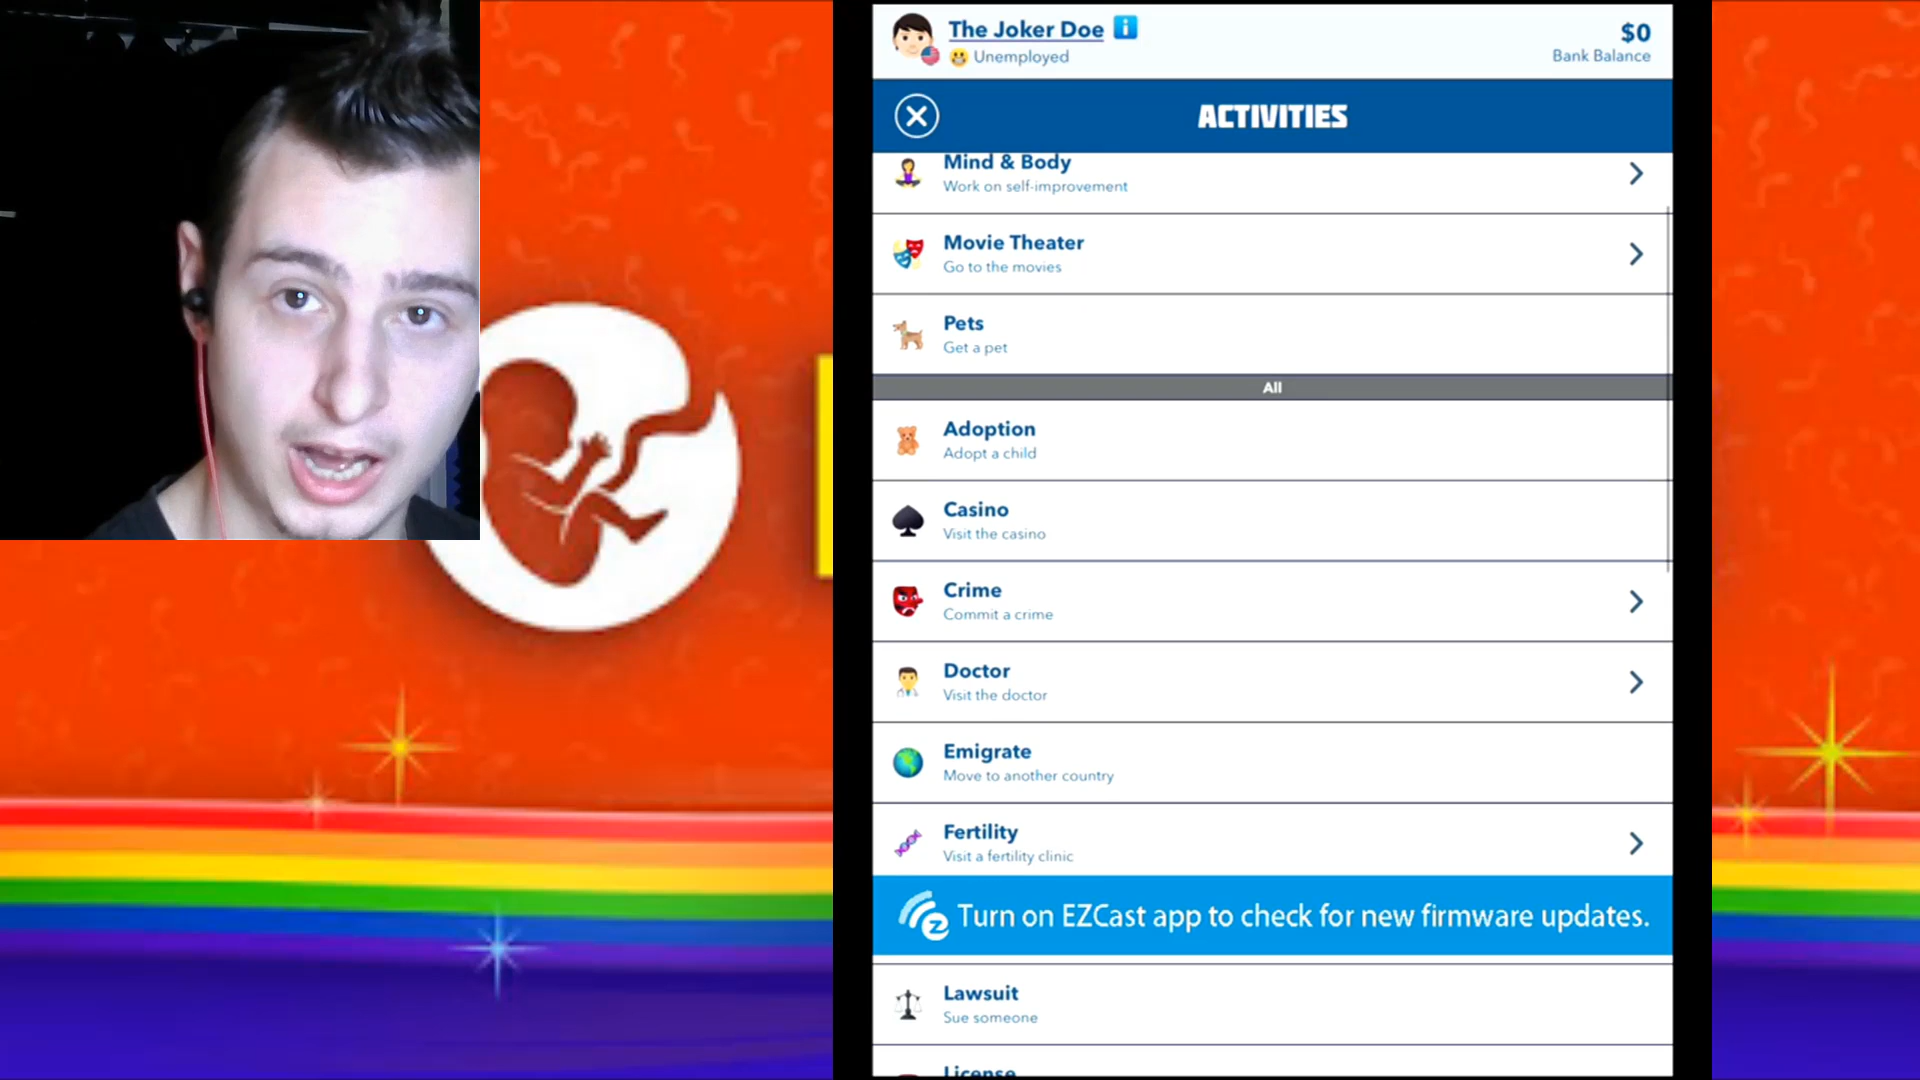 The Joker Doe
Unemployed
$0
Bank Balance
ACTIVITIES
Mind & Body
Work on self-improvement
Movie Theater
Go to the movies
Pets
Get a pet
All
Adoption
Adopt a child
Casino
Visit the casino
Crime
Commit a crime
Doctor
Visit the doctor
Emigrate
Move to another country
Fertility
Visit a fertility clinic
Turn on EZCast app to check for new firmware updates.
Lawsuit
Sue someone
License